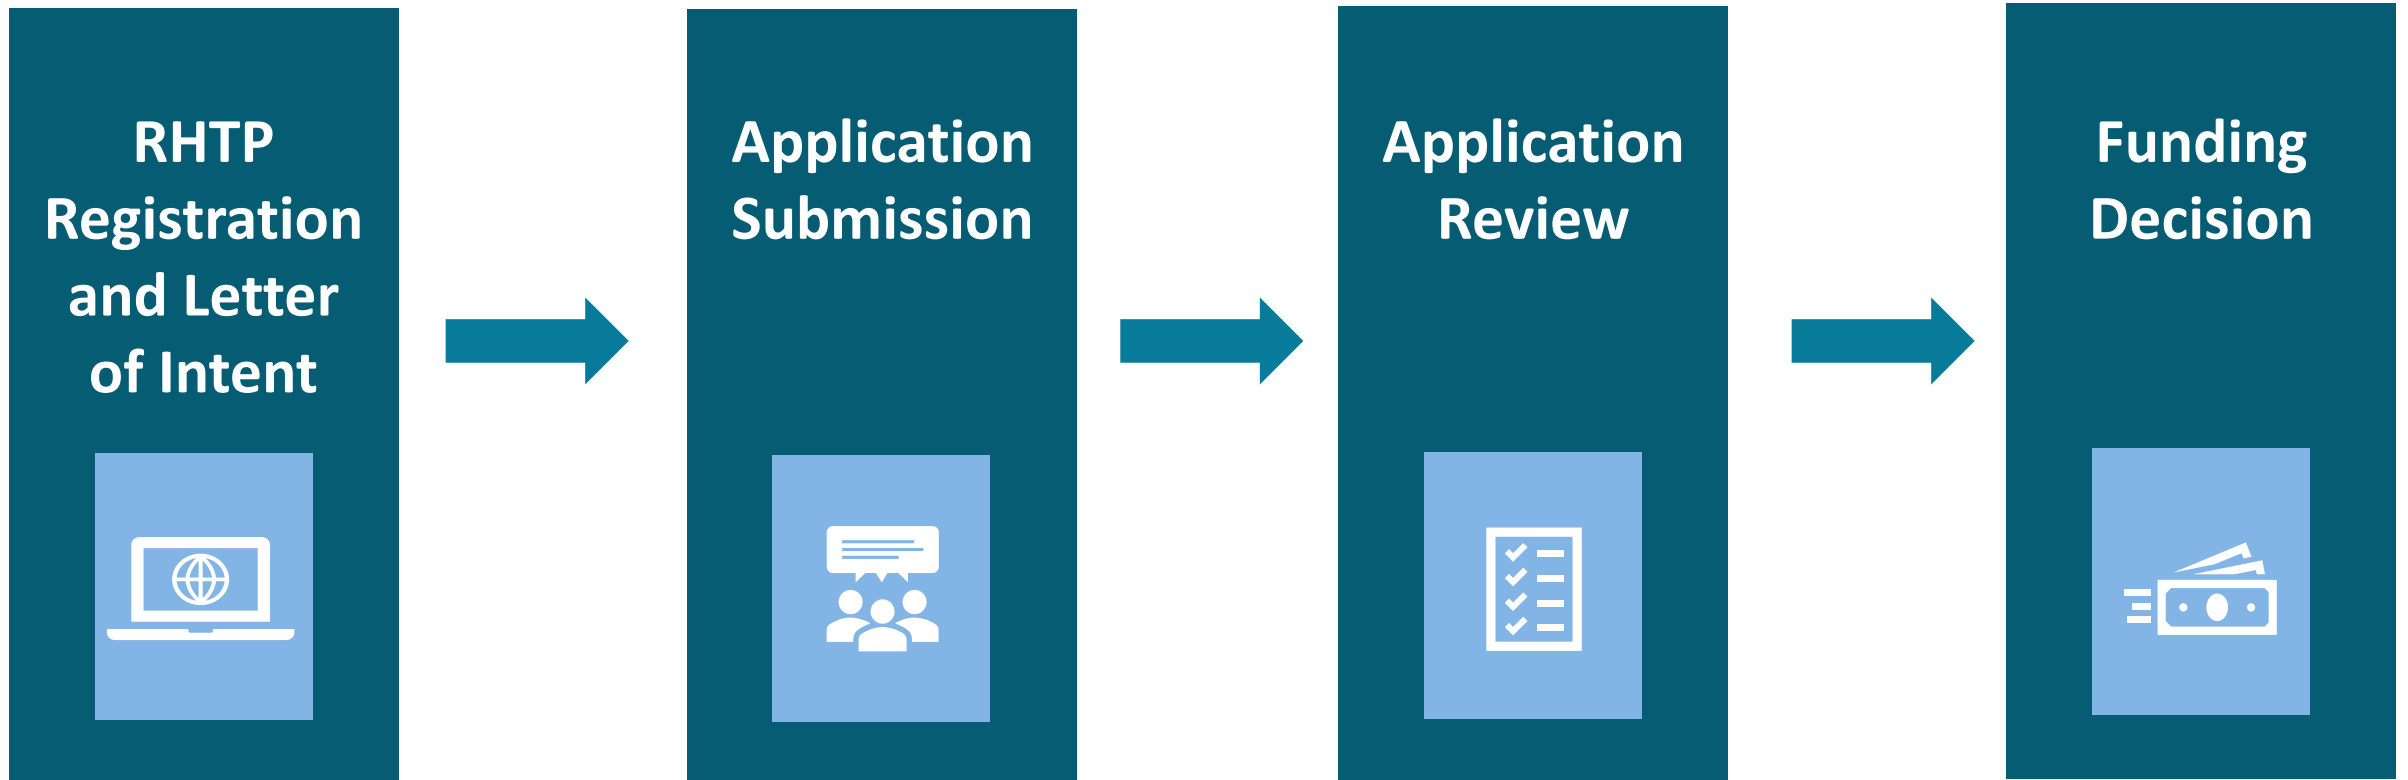 RHTP
Registration
and Letter
of Intent
Application
Submission
Application
Review
Funding
Decision